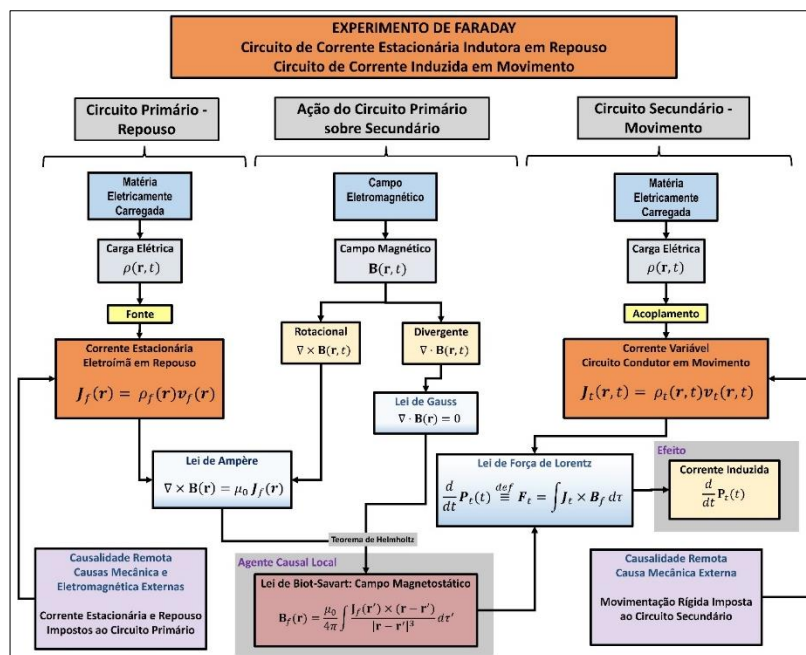 EXPERIMENTO DE FARADAY
Circuito de Corrente Estacionária Indutora em Repouso
Circuito de Corrente Induzida em Movimento
Circuito Primário -
Repouso
Ação do Circuito Primário
sobre Secundário
Circuito Secundário -
Movimento
Matéria
Eletricamente
Carregada
Campo
Eletromagnético
Matéria
Eletricamente
Carregada
Carga Elétrica
ρ(r, t)
Campo Magnético
B(r, t)
Carga Elétrica
ρ(r, t)
Fonte
Rotacional
∇ × B(r, t)
Divergente
∇ · B(r, t)
Acoplamento
Corrente Estacionária
Eletroímã em Repouso
J_f(r) = ρ_f(r)v_f(r)
Corrente Variável
Circuito Condutor em Movimento
J_t(r, t) = ρ_t(r, t)v_t(r, t)
Lei de Gauss
∇ · B(r) = 0
Lei de Ampère
∇ × B(r) = μ₀ J_f(r)
Lei de Força de Lorentz
d/dt P_t(t) ≝ F_t = ∫ J_t × B_f dτ
Efeito
Corrente Induzida
d/dt P_t(t)
Teorema de Helmholtz
Causalidade Remota
Causas Mecânica e
Eletromagnética Externas
Corrente Estacionária e Repouso
Impostos ao Circuito Primário
Agente Causal Local
Lei de Biot-Savart: Campo Magnetostático
B_f(r) = μ₀/4π ∫ J_f(r′) × (r − r′)/|r − r′|³ dτ′
Causalidade Remota
Causa Mecânica Externa
Movimentação Rígida Imposta
ao Circuito Secundário